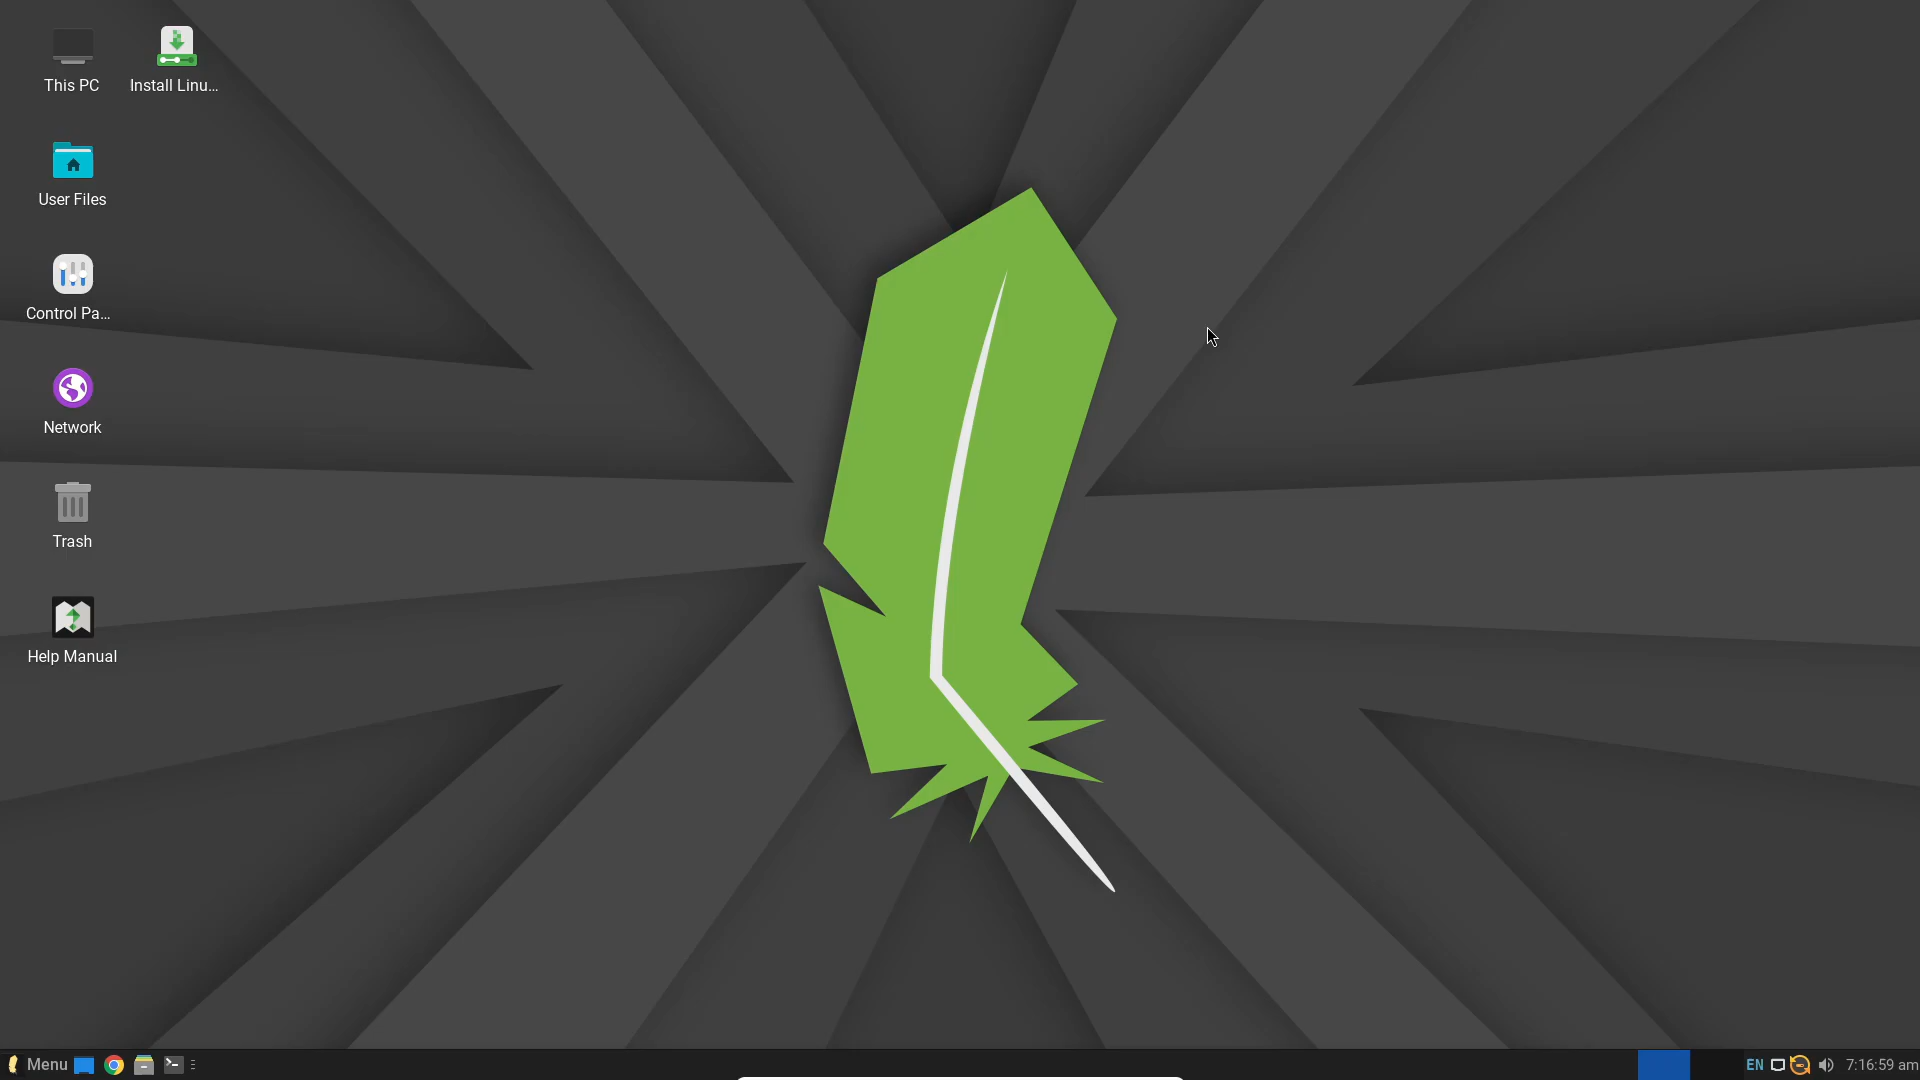 This PC
Install Linu...
User Files
Control Pa...
Network
Trash
Help Manual
Menu
EN
7:16:59 am